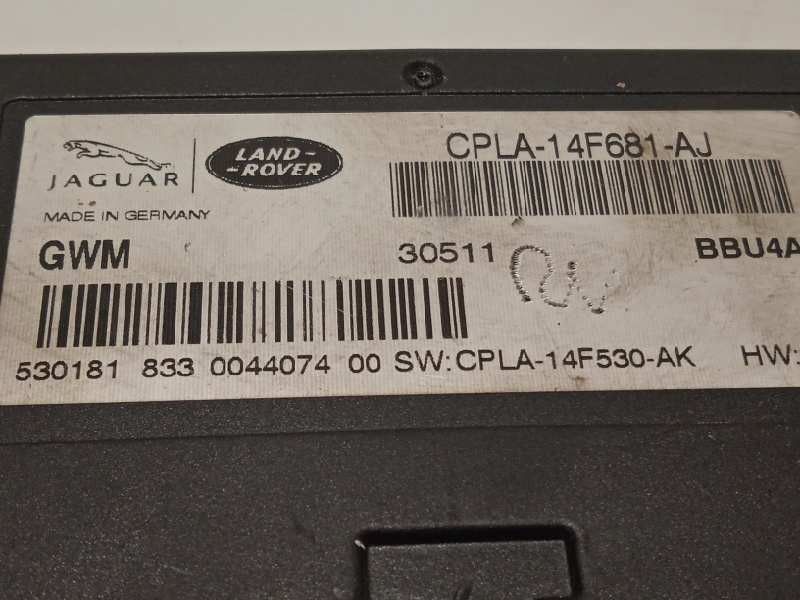 JAGUAR
LAND-
-ROVER
CPLA-14F681-AJ
MADE IN GERMANY
GWM 30511 BBU4A
530181 833 0044074 00 SW:CPLA-14F530-AK HW: